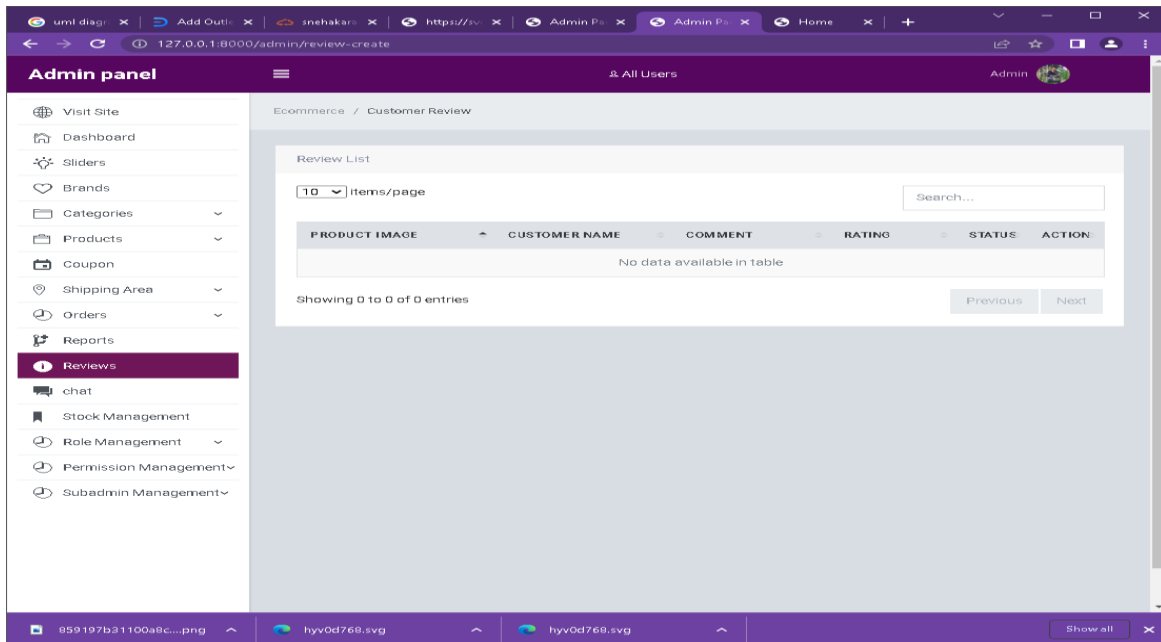 uml diagr
Add Outli
snehakar
https://sv
Admin Pa
Admin Pa
Home
127.0.0.1:8000/admin/review-create
Admin panel
All Users
Admin
Visit Site
Dashboard
Sliders
Brands
Categories
Products
Coupon
Shipping Area
Orders
Reports
Reviews
chat
Stock Management
Role Management
Permission Management
Subadmin Management
Ecommerce / Customer Review
Review List
10 items/page
Search...
PRODUCT IMAGE CUSTOMER NAME COMMENT RATING STATUS ACTION
No data available in table
Showing 0 to 0 of 0 entries
Previous Next
859197b31100a8c....png
hyv0d768.svg
hyv0d768.svg
Show all